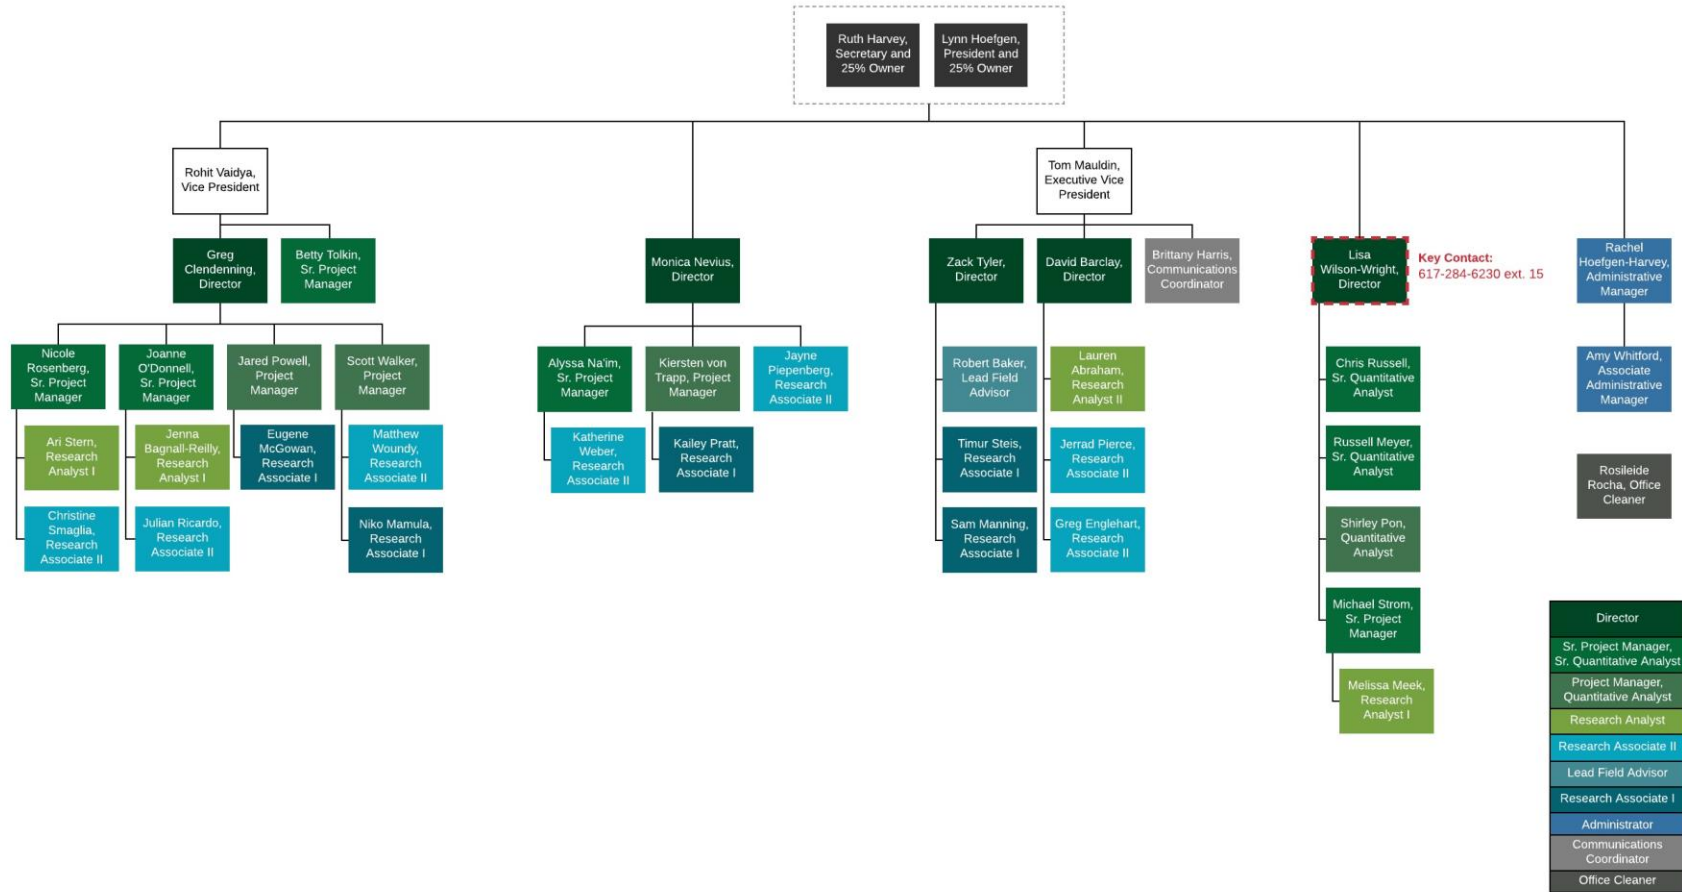 Ruth Harvey,
Secretary and
25% Owner
Lynn Hoefgen,
President and
25% Owner
Rohit Vaidya,
Vice President
Tom Mauldin,
Executive Vice
President
Greg
Clendenning,
Director
Betty Tolkin,
Sr. Project
Manager
Monica Nevius,
Director
Zack Tyler,
Director
David Barclay,
Director
Brittany Harris,
Communications
Coordinator
Lisa
Wilson-Wright,
Director
Key Contact:
617-284-6230 ext. 15
Rachel
Hoefgen-Harvey,
Administrative
Manager
Nicole
Rosenberg,
Sr. Project
Manager
Joanne
O'Donnell,
Sr. Project
Manager
Jared Powell,
Project
Manager
Scott Walker,
Project
Manager
Alyssa Na'im,
Sr. Project
Manager
Kiersten von
Trapp, Project
Manager
Jayne
Piepenberg,
Research
Associate II
Robert Baker,
Lead Field
Advisor
Lauren
Abraham,
Research
Analyst II
Chris Russell,
Sr. Quantitative
Analyst
Amy Whitford,
Associate
Administrative
Manager
Ari Stern,
Research
Analyst I
Jenna
Bagnall-Reilly,
Research
Analyst I
Eugene
McGowan,
Research
Associate I
Matthew
Woundy,
Research
Associate II
Katherine
Weber,
Research
Associate II
Kailey Pratt,
Research
Associate I
Timur Steis,
Research
Associate I
Jerrad Pierce,
Research
Associate II
Russell Meyer,
Sr. Quantitative
Analyst
Rosileide
Rocha, Office
Cleaner
Christine
Smaglia,
Research
Associate II
Julian Ricardo,
Research
Associate II
Niko Mamula,
Research
Associate I
Sam Manning,
Research
Associate I
Greg Englehart,
Research
Associate II
Shirley Pon,
Quantitative
Analyst
Michael Strom,
Sr. Project
Manager
Melissa Meek,
Research
Analyst I
Director
Sr. Project Manager,
Sr. Quantitative Analyst
Project Manager,
Quantitative Analyst
Research Analyst
Research Associate II
Lead Field Advisor
Research Associate I
Administrator
Communications
Coordinator
Office Cleaner